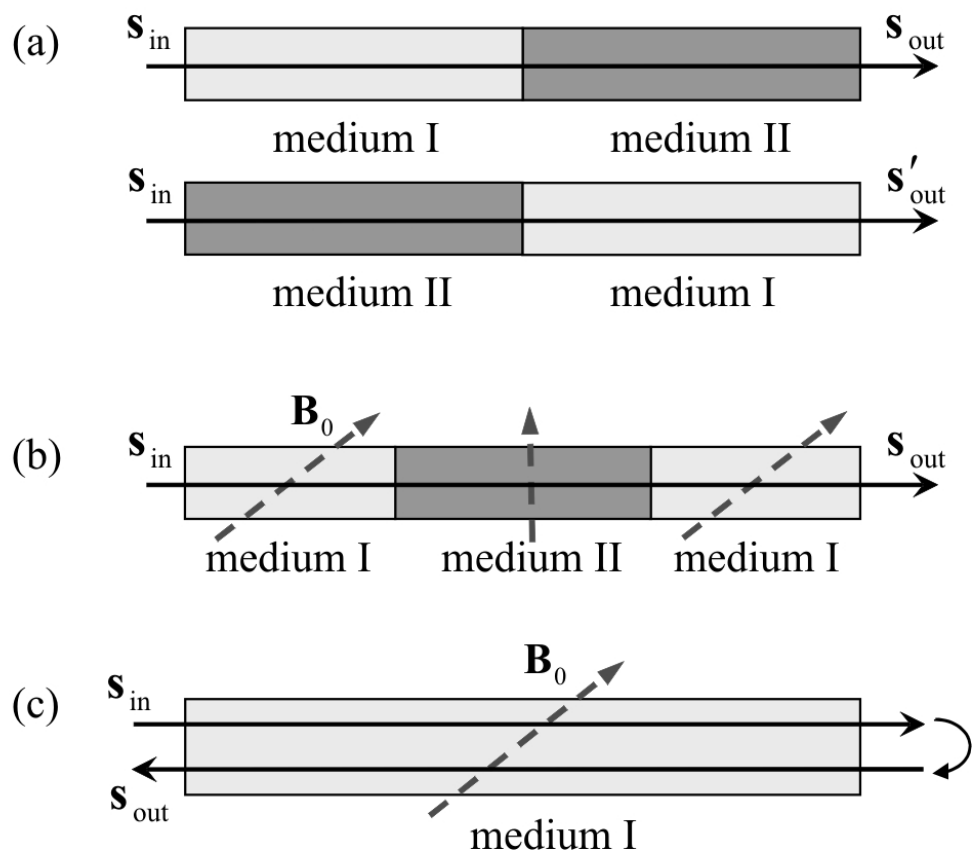 (a) s_in s_out
medium I medium II
s_in s′_out
medium II medium I
(b) s_in B_0 s_out
medium I medium II medium I
(c) s_in B_0
s_out
medium I